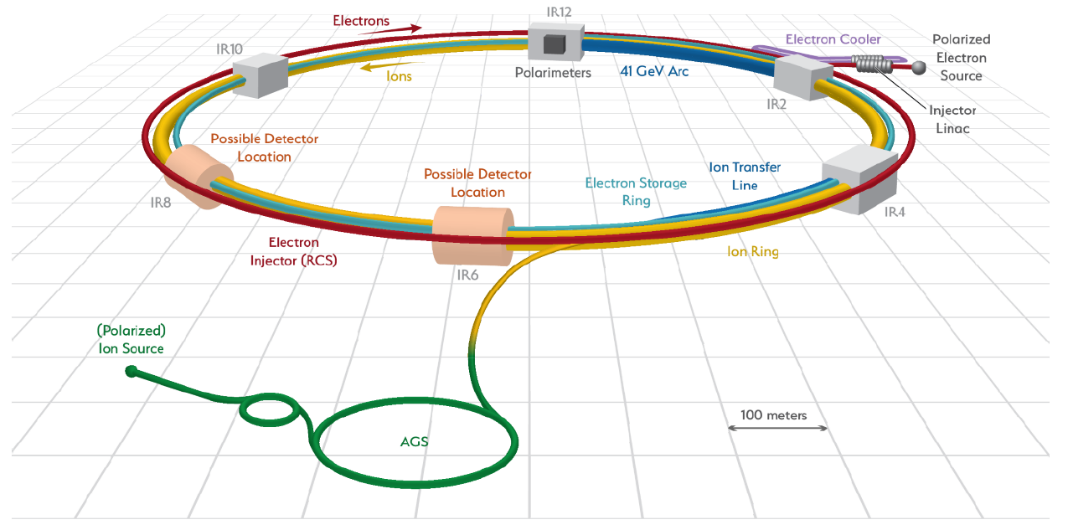 IR12
Electrons
Electron Cooler
Polarized
Electron
Source
IR10
Ions
Polarimeters
41 GeV Arc
IR2
Injector
Linac
Possible Detector
Location
Possible Detector
Location
Ion Transfer
Line
Electron Storage
Ring
IR8
IR4
Electron
Injector (RCS)
Ion Ring
IR6
(Polarized)
Ion Source
100 meters
AGS